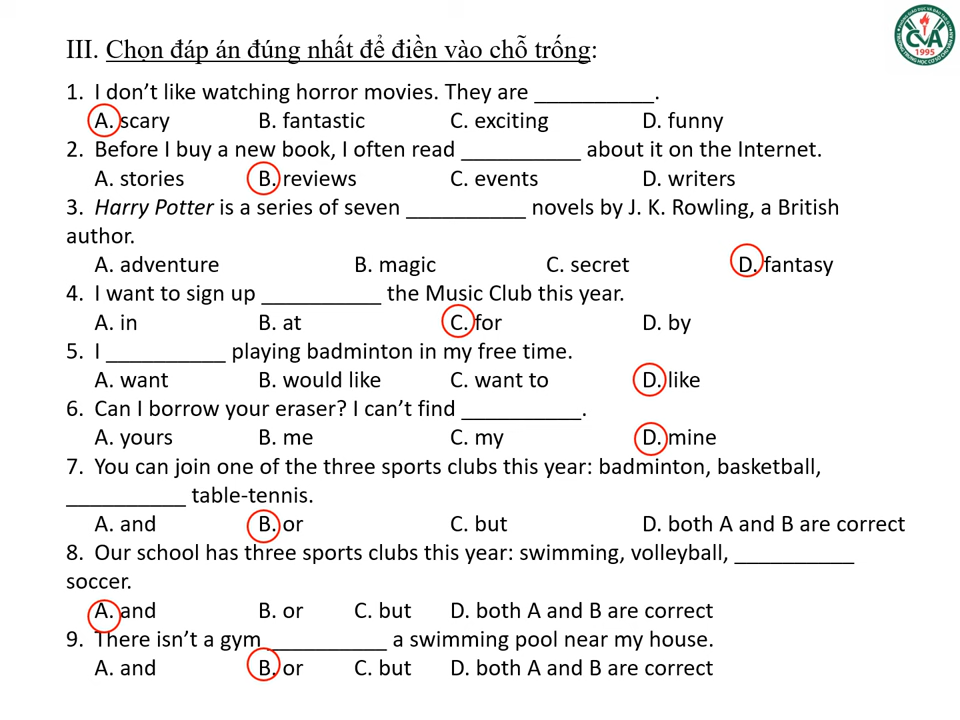 III. Chọn đáp án đúng nhất để điền vào chỗ trống:
CVA
1995
1. I don't like watching horror movies. They are __________.
A. scary B. fantastic C. exciting D. funny
2. Before I buy a new book, I often read __________ about it on the Internet.
A. stories B. reviews C. events D. writers
3. Harry Potter is a series of seven __________ novels by J. K. Rowling, a British
author.
A. adventure B. magic C. secret D. fantasy
4. I want to sign up __________ the Music Club this year.
A. in B. at C. for D. by
5. I __________ playing badminton in my free time.
A. want B. would like C. want to D. like
6. Can I borrow your eraser? I can't find __________.
A. yours B. me C. my D. mine
7. You can join one of the three sports clubs this year: badminton, basketball,
__________ table-tennis.
A. and B. or C. but D. both A and B are correct
8. Our school has three sports clubs this year: swimming, volleyball, __________
soccer.
A. and B. or C. but D. both A and B are correct
9. There isn't a gym __________ a swimming pool near my house.
A. and B. or C. but D. both A and B are correct